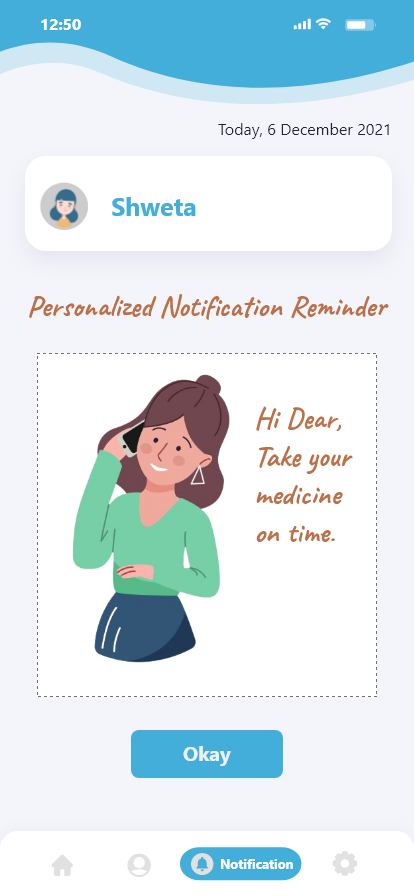 12:50
Today, 6 December 2021
Shweta
Personalized Notification Reminder
Hi Dear,
Take your
medicine
on time.
Okay
Notification